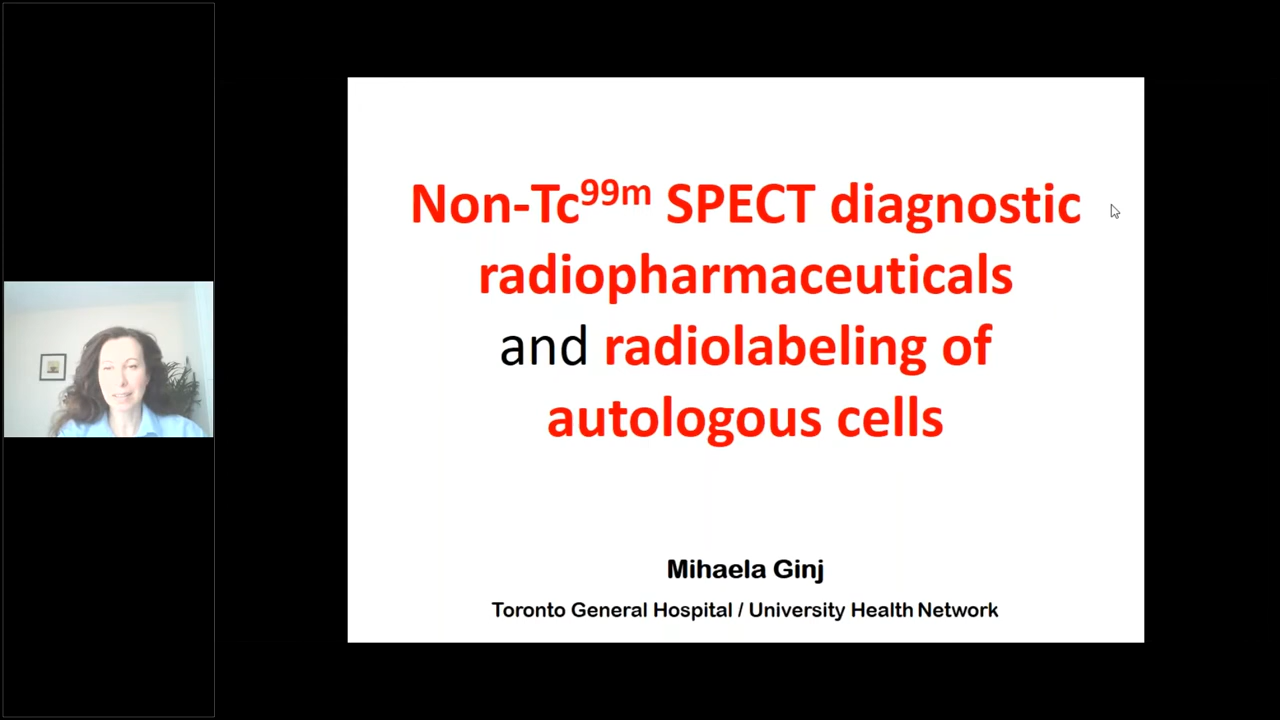 Non-Tc99m SPECT diagnostic
radiopharmaceuticals
and radiolabeling of
autologous cells
Mihaela Ginj
Toronto General Hospital / University Health Network